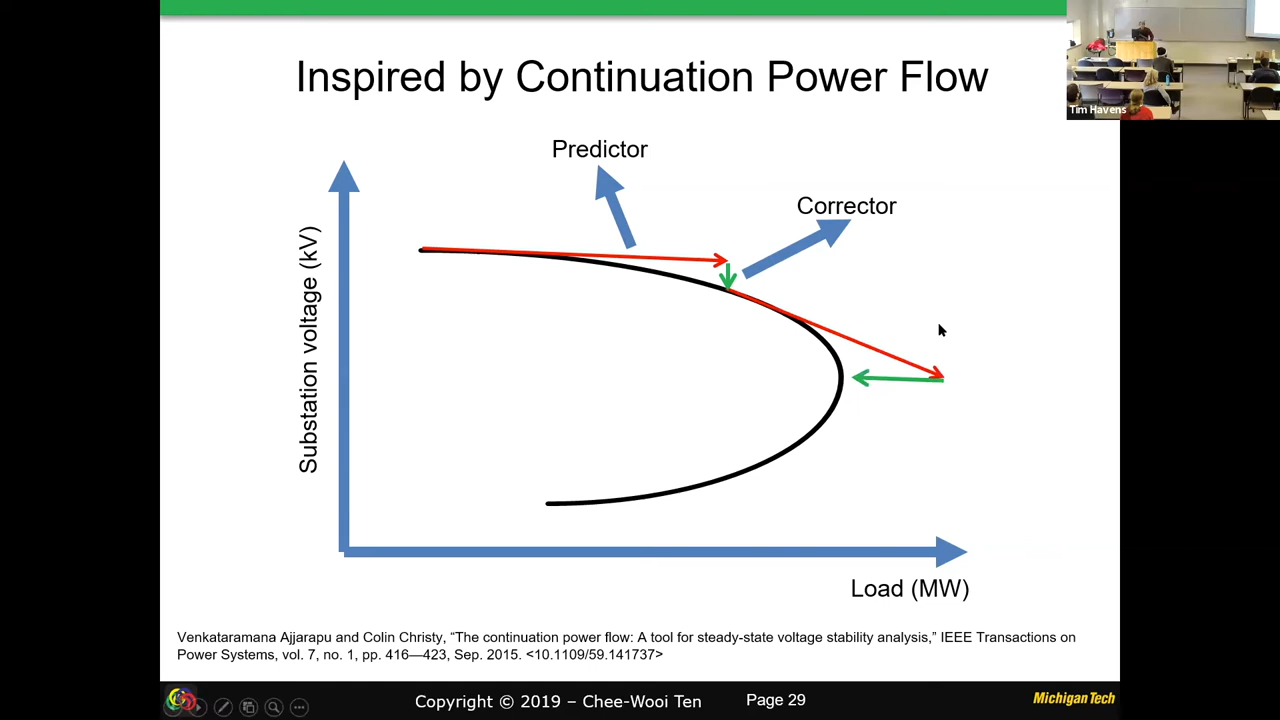 Inspired by Continuation Power Flow
Tim Havens
Predictor
Corrector
Substation voltage (kV)
Load (MW)
Venkataramana Ajjarapu and Colin Christy, “The continuation power flow: A tool for steady-state voltage stability analysis,” IEEE Transactions on
Power Systems, vol. 7, no. 1, pp. 416—423, Sep. 2015. <10.1109/59.141737>
Copyright © 2019 – Chee-Wooi Ten
Page 29
Michigan Tech